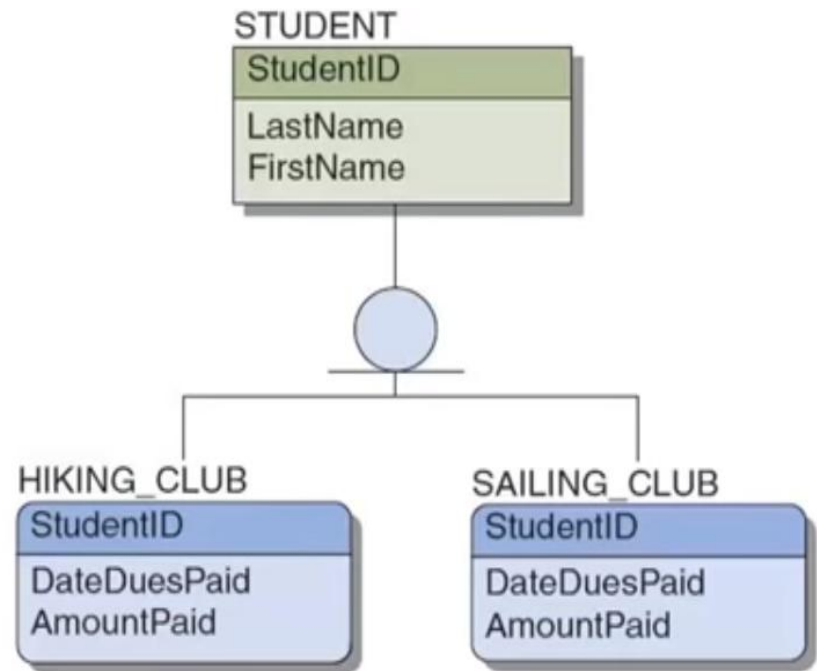 STUDENT
StudentID
LastName
FirstName
HIKING_CLUB
StudentID
DateDuesPaid
AmountPaid
SAILING_CLUB
StudentID
DateDuesPaid
AmountPaid